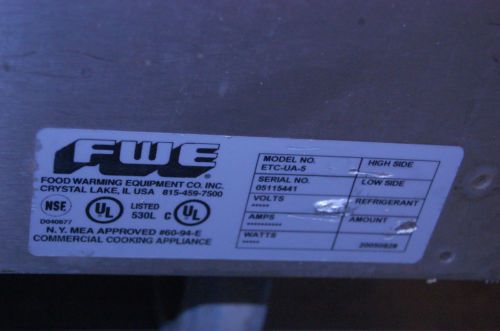 FWE
®
FOOD WARMING EQUIPMENT CO. INC.
CRYSTAL LAKE, IL USA 815-459-7500
NSF
D040677
UL
LISTED
530L
C UL
N.Y. MEA APPROVED #60-94-E
COMMERCIAL COOKING APPLIANCE
MODEL NO.
ETC-UA-5
SERIAL NO.
05115441
VOLTS
*****
AMPS
*****
WATTS
*****
HIGH SIDE
LOW SIDE
REFRIGERANT
AMOUNT
20050828